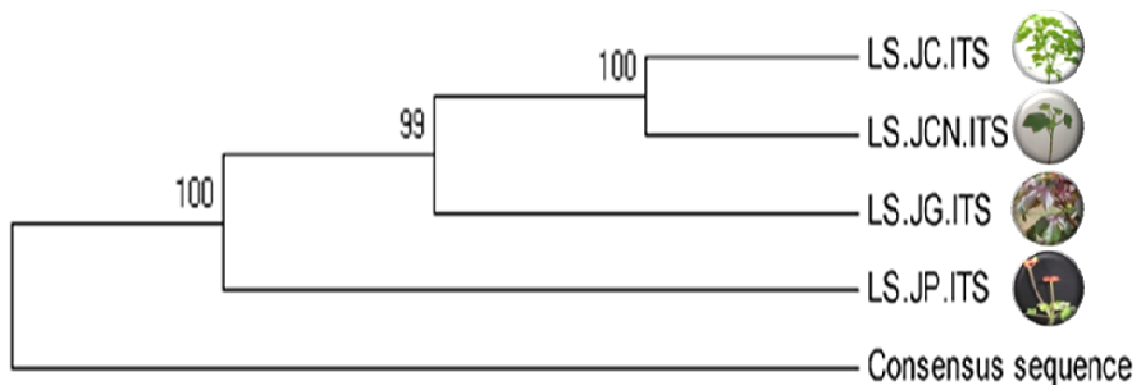 LS.JC.ITS
100
LS.JCN.ITS
99
LS.JG.ITS
100
LS.JP.ITS
Consensus sequence